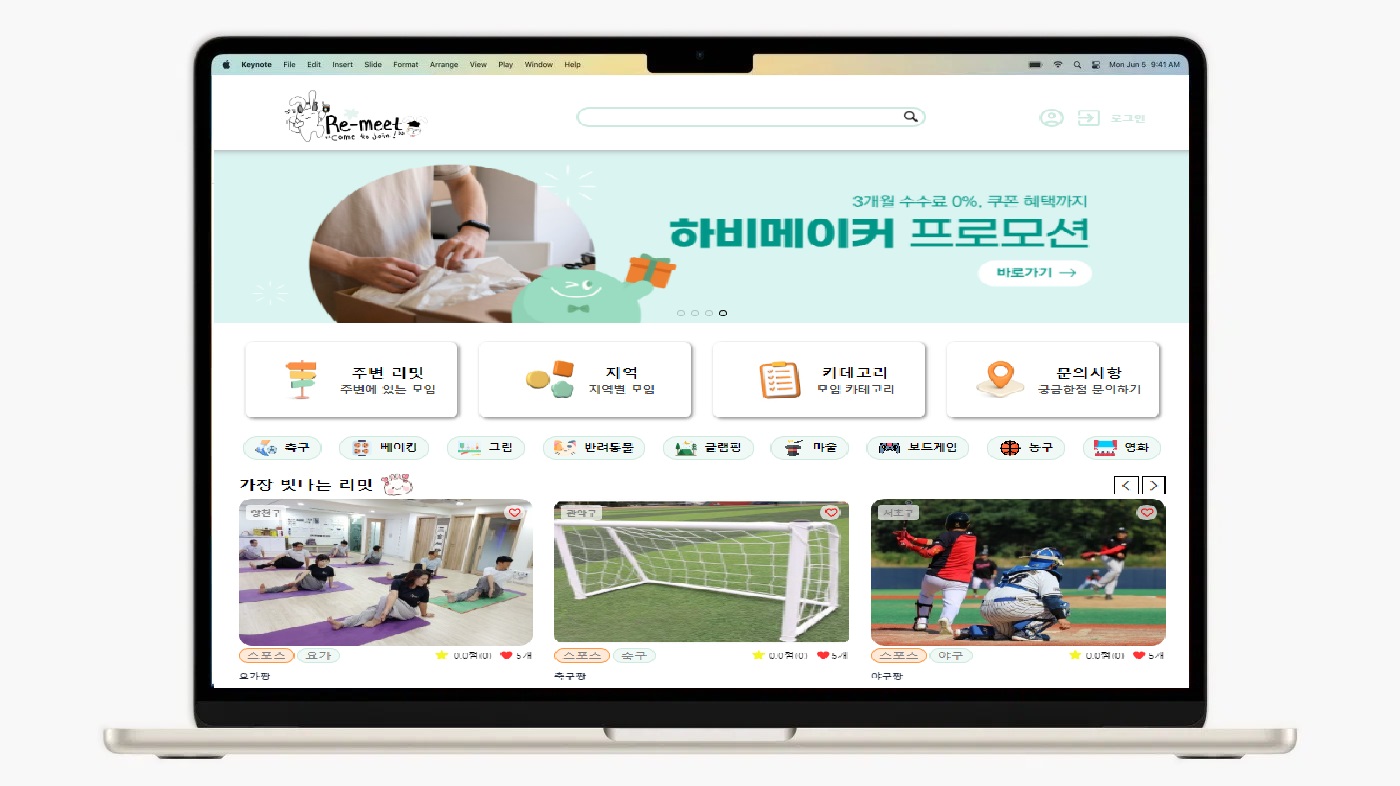 Keynote File Edit Insert Slide Format Arrange View Play Window Help Mon Jun 5 9:41 AM
Re-meet
"Come to join!"
로그인
3개월 수수료 0%, 쿠폰 혜택까지
하비메이커 프로모션
바로가기 →
주변 리밋
주변에 있는 모임
지역
지역별 모임
카테고리
모임 카테고리
문의사항
궁금한점 문의하기
축구 베이킹 그림 반려동물 글램핑 마술 보드게임 농구 영화
가장 빛나는 리밋
< >
양천구 관악구 서초구
스포스 요가 0.0점(0) 5개
스포스 축구 0.0점(0) 5개
스포스 야구 0.0점(0) 5개
요가짱 축구짱 야구짱